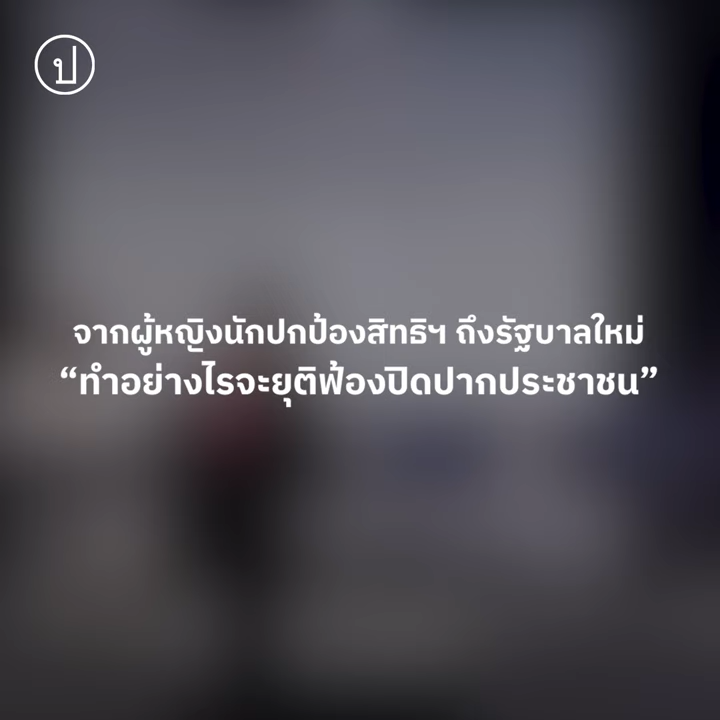 ป
จากผู้หญิงนักปกป้องสิทธิฯ ถึงรัฐบาลใหม่
“ทำอย่างไรจะยุติฟ้องปิดปากประชาชน”